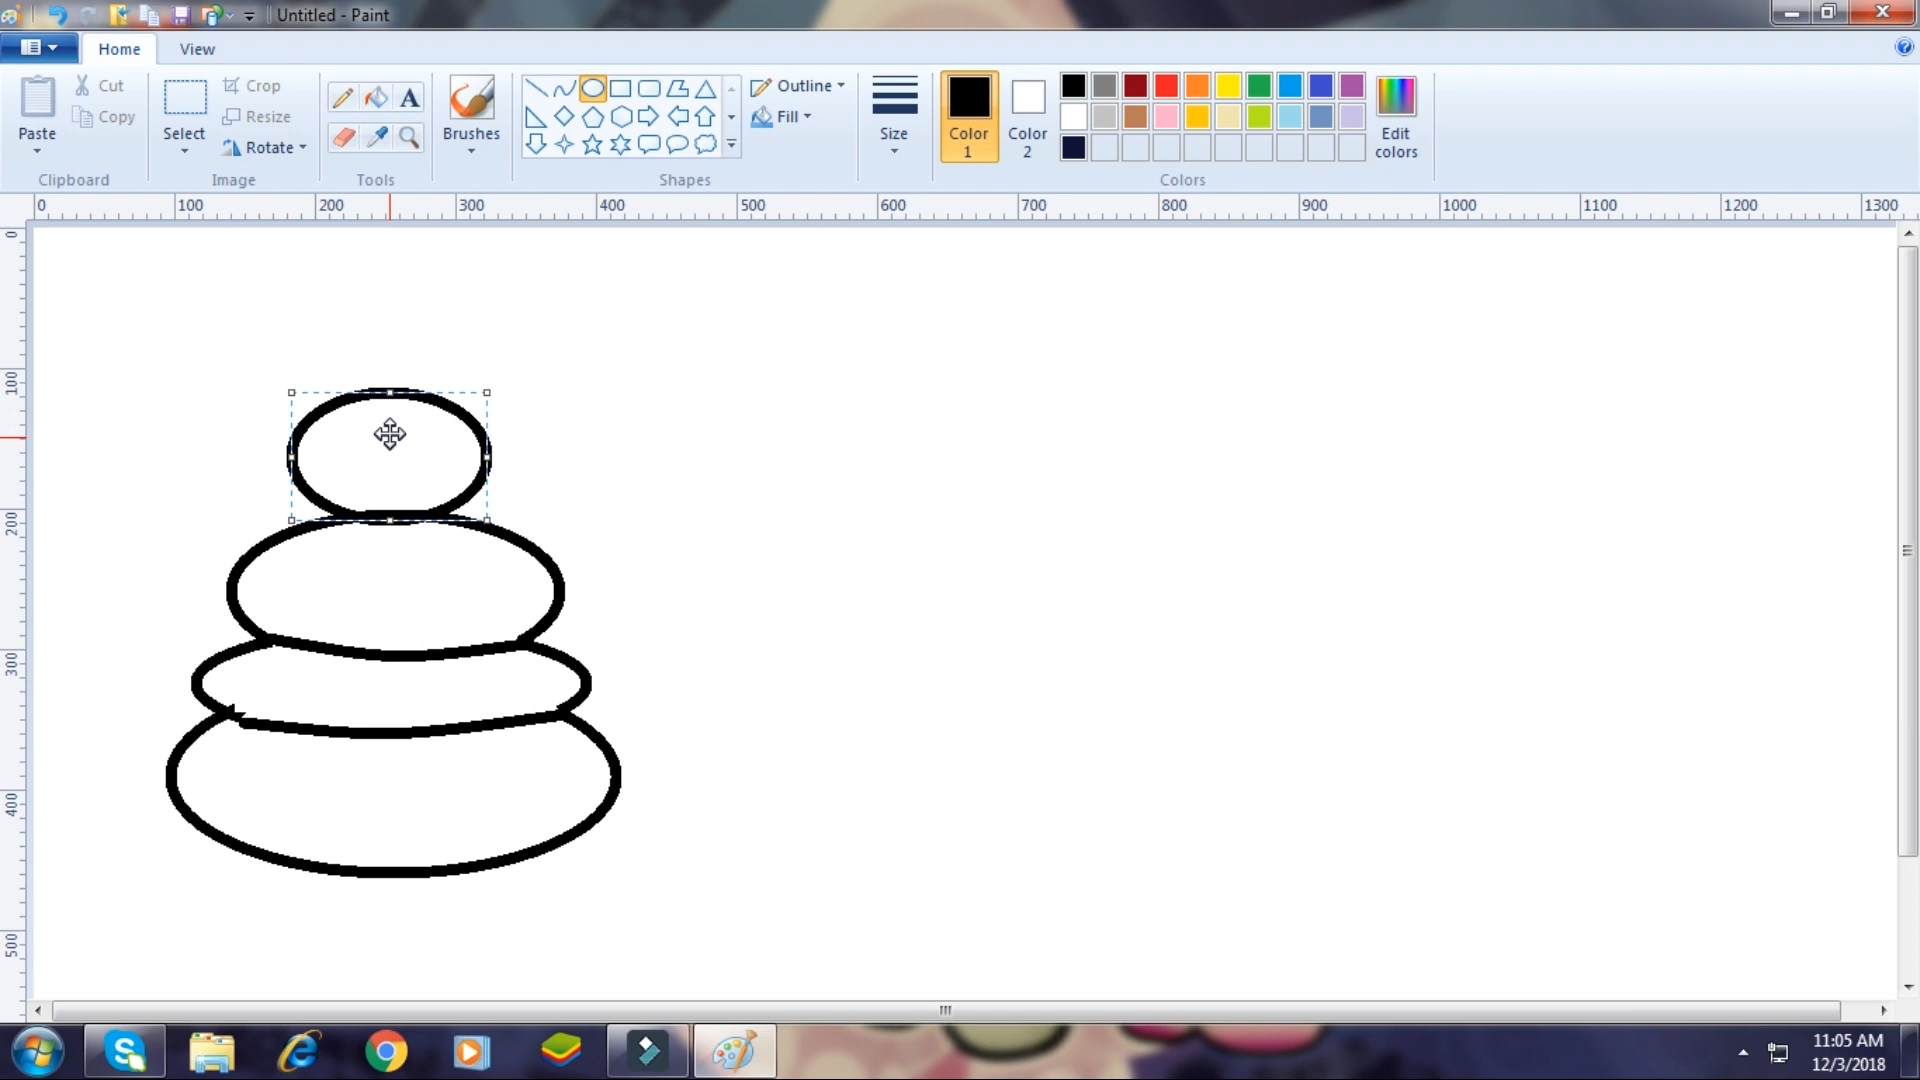 Untitled - Paint
Home View
Paste
Cut
Copy
Clipboard
Select
Crop
Resize
Rotate
Image
A
Tools
Brushes
Shapes
Outline
Fill
Size
Color 1
Color 2
Edit colors
Colors
0 100 200 300 400 500 600 700 800 900 1000 1100 1200 1300
0
100
200
300
400
500
11:05 AM
12/3/2018